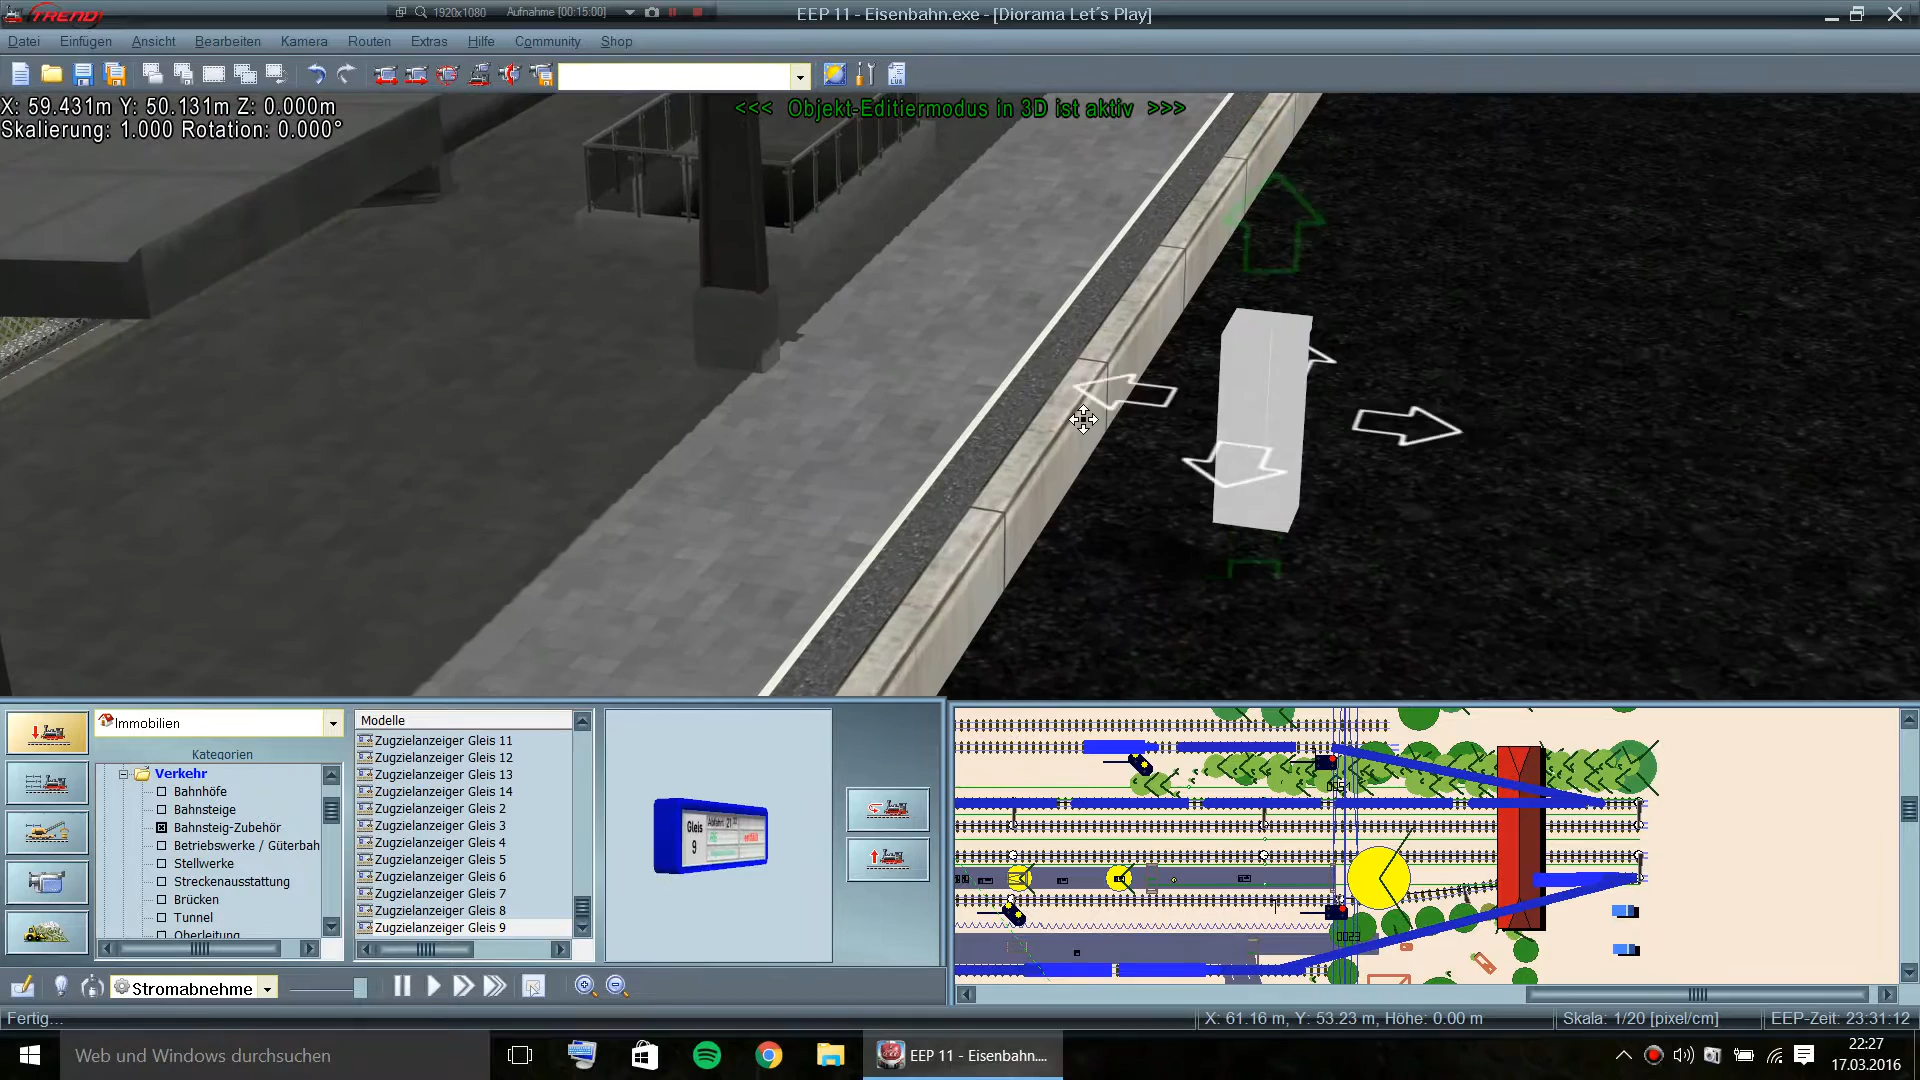 TREND
1920x1080
Aufnahme [00:15:00]
EEP 11 - Eisenbahn.exe - [Diorama Let´s Play]
Datei Einfügen Ansicht Bearbeiten Kamera Routen Extras Hilfe Community Shop
X: 59.431m Y: 50.131m Z: 0.000m
Skalierung: 1.000 Rotation: 0.000°
<<< Objekt-Editiermodus in 3D ist aktiv >>>
Immobilien
Kategorien
Verkehr
Bahnhöfe
Bahnsteige
Bahnsteig-Zubehör
Betriebswerke / Güterbah
Stellwerke
Streckenausstattung
Brücken
Tunnel
Oberleitung
Modelle
Zugzielanzeiger Gleis 11
Zugzielanzeiger Gleis 12
Zugzielanzeiger Gleis 13
Zugzielanzeiger Gleis 14
Zugzielanzeiger Gleis 2
Zugzielanzeiger Gleis 3
Zugzielanzeiger Gleis 4
Zugzielanzeiger Gleis 5
Zugzielanzeiger Gleis 6
Zugzielanzeiger Gleis 7
Zugzielanzeiger Gleis 8
Zugzielanzeiger Gleis 9
Gleis
9
Abfahrt 21
0023
Stromabnehme
Fertig...
X: 61.16 m, Y: 53.23 m, Höhe: 0.00 m
Skala: 1/20 [pixel/cm]
EEP-Zeit: 23:31:12
Web und Windows durchsuchen
EEP 11 - Eisenbahn....
22:27
17.03.2016